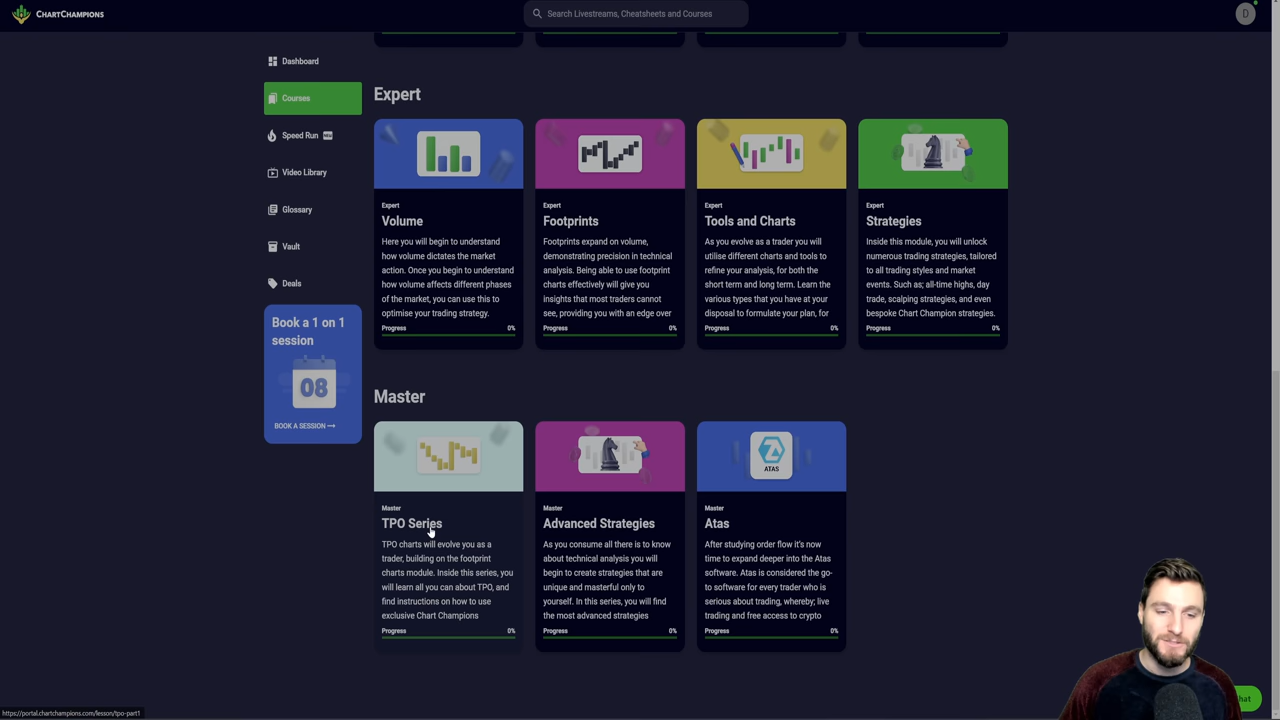 ChartChampions
Search Livestreams, Cheatsheets and Courses
D
Dashboard
Courses
Speed Run
Video Library
Glossary
Vault
Deals
Book a 1 on 1
session
08
BOOK A SESSION
Expert
Expert
Volume
Here you will begin to understand
how volume dictates the market
action. Once you begin to understand
how volume affects different phases
of the market, you can use this to
optimise your trading strategy.
Progress 0%
Expert
Footprints
Footprints expand on volume,
demonstrating precision in technical
analysis. Being able to use footprint
charts effectively will give you
insights that most traders cannot
see, providing you with an edge over
Progress 0%
Expert
Tools and Charts
As you evolve as a trader you will
utilise different charts and tools to
refine your analysis, for both the
short term and long term. Learn the
various types that you have at your
disposal to formulate your plan, for
Progress 0%
Expert
Strategies
Inside this module, you will unlock
numerous trading strategies, tailored
to all trading styles and market
events. Such as; all-time highs, day
trade, scalping strategies, and even
bespoke Chart Champion strategies.
Progress 0%
Master
Master
TPO Series
TPO charts will evolve you as a
trader, building on the footprint
charts module. Inside this series, you
will learn all you can about TPO, and
find instructions on how to use
exclusive Chart Champions
Progress 0%
Master
Advanced Strategies
As you consume all there is to know
about technical analysis you will
begin to create strategies that are
unique and masterful only to
yourself. In this series, you will find
the most advanced strategies
Progress 0%
ATAS
Master
Atas
After studying order flow it's now
time to expand deeper into the Atas
software. Atas is considered the go-
to software for every trader who is
serious about trading, whereby; live
trading and free access to crypto
Progress 0%
hat
https://portal.chartchampions.com/lesson/tpo-part1